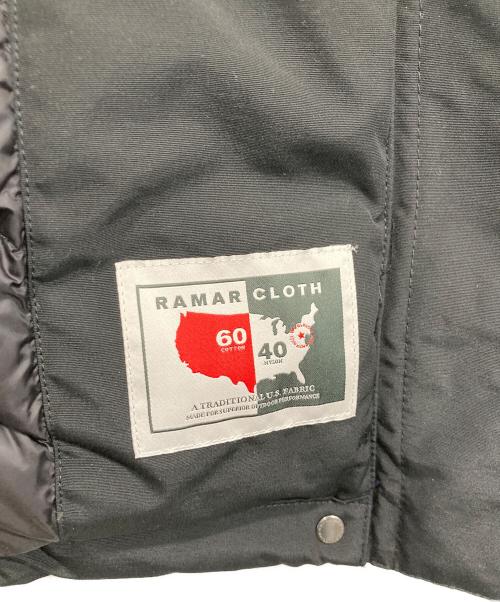 RAMAR CLOTH
60
COTTON
40
NYLON
A TRADITIONAL U.S. FABRIC
MADE FOR SUPERIOR OUTDOOR PERFORMANCE